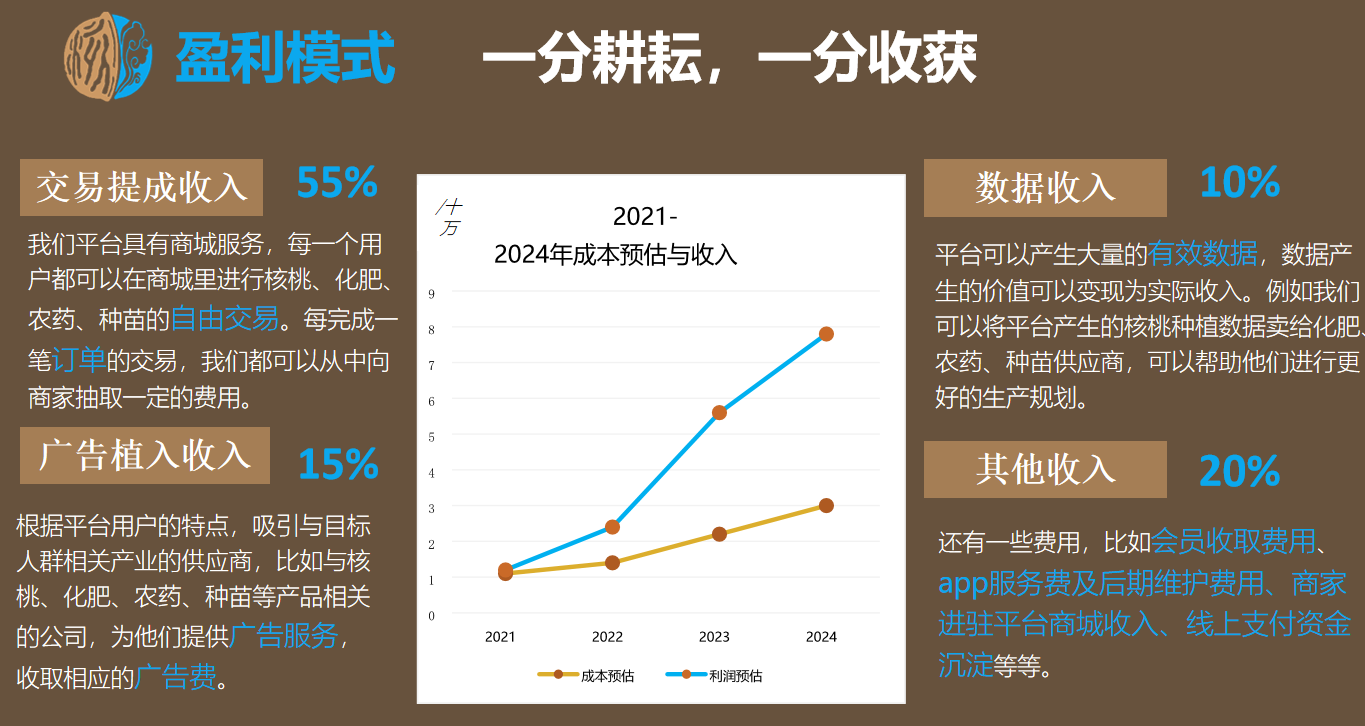 盈利模式
一分耕耘，一分收获
交易提成收入
55%
我们平台具有商城服务，每一个用
户都可以在商城里进行核桃、化肥、
农药、种苗的自由交易。每完成一
笔订单的交易，我们都可以从中向
商家抽取一定的费用。
广告植入收入
15%
根据平台用户的特点，吸引与目标
人群相关产业的供应商，比如与核
桃、化肥、农药、种苗等产品相关
的公司，为他们提供广告服务，
收取相应的广告费。
/十
万
2021-
2024年成本预估与收入
9
8
7
6
5
4
3
2
1
0
2021
2022
2023
2024
成本预估
利润预估
数据收入
10%
平台可以产生大量的有效数据，数据产
生的价值可以变现为实际收入。例如我们
可以将平台产生的核桃种植数据卖给化肥、
农药、种苗供应商，可以帮助他们进行更
好的生产规划。
其他收入
20%
还有一些费用，比如会员收取费用、
app服务费及后期维护费用、商家
进驻平台商城收入、线上支付资金
沉淀等等。